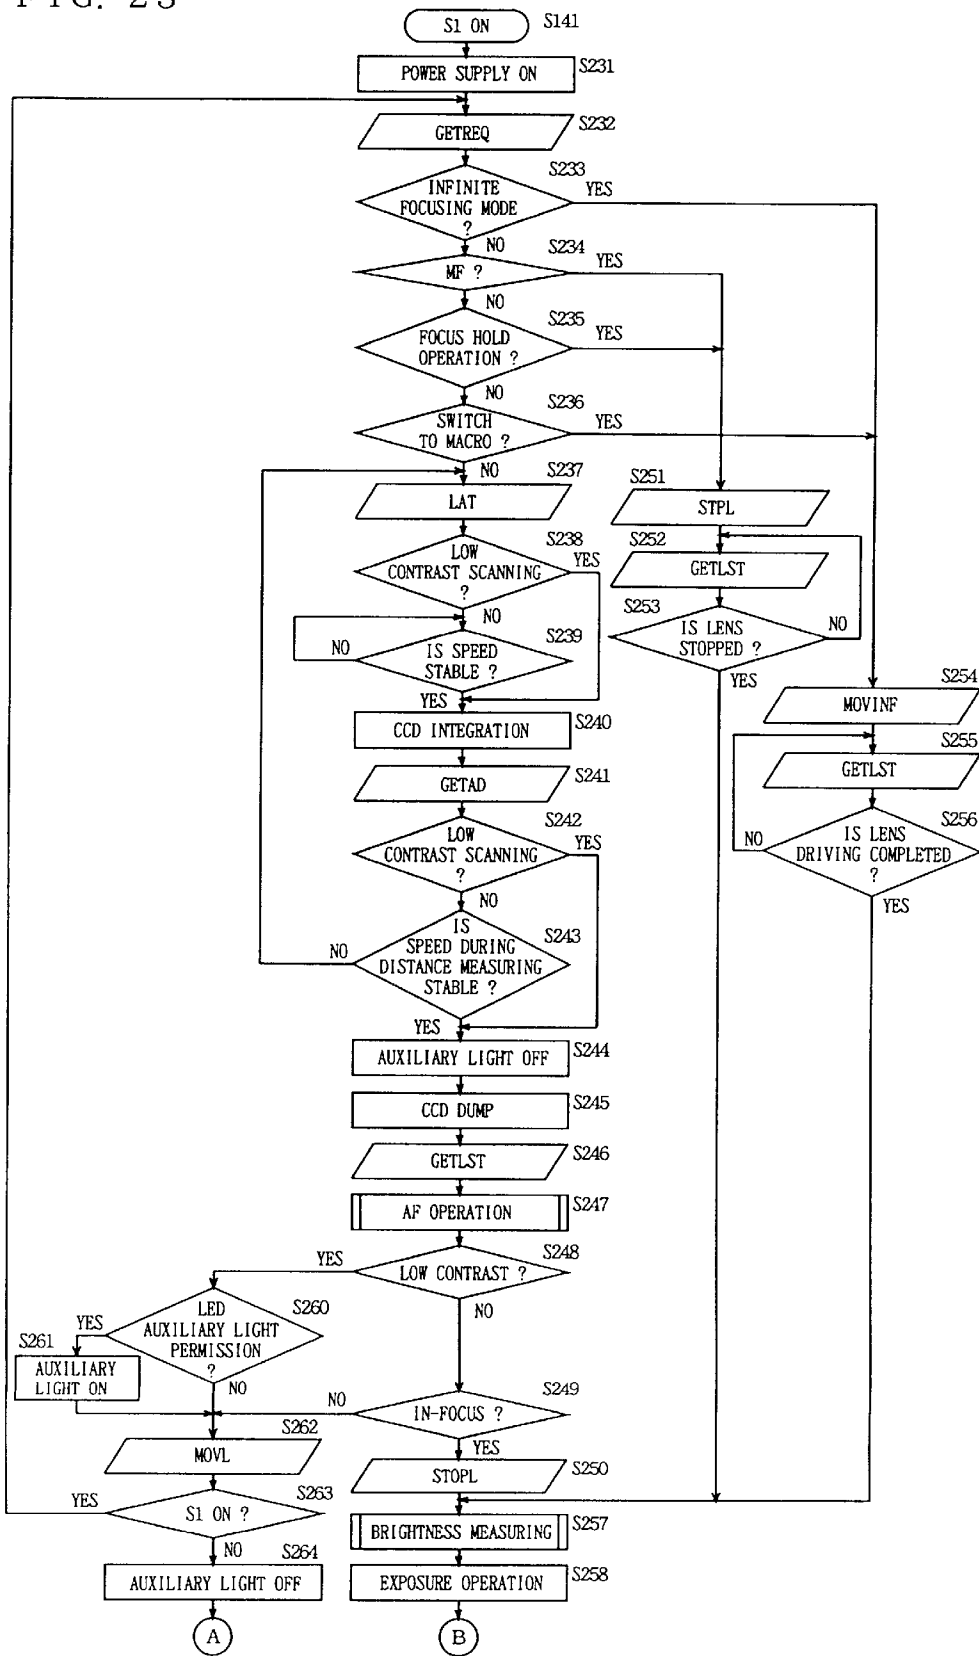 FIG. 23
S1 ON
S141
POWER SUPPLY ON
S231
GETREQ
S232
INFINITE
FOCUSING MODE
?
S233
YES
NO
MF ?
S234
YES
NO
FOCUS HOLD
OPERATION ?
S235
YES
NO
SWITCH
TO MACRO ?
S236
YES
NO
LAT
S237
LOW
CONTRAST SCANNING
?
S238
YES
NO
IS SPEED
STABLE ?
S239
NO
YES
CCD INTEGRATION
S240
GETAD
S241
LOW
CONTRAST SCANNING
?
S242
YES
NO
IS
SPEED DURING
DISTANCE MEASURING
STABLE ?
S243
NO
YES
AUXILIARY LIGHT OFF
S244
CCD DUMP
S245
GETLST
S246
AF OPERATION
S247
LOW CONTRAST ?
S248
YES
NO
IN-FOCUS ?
S249
NO
YES
STOPL
S250
S251
STPL
S252
GETLST
S253
IS LENS
STOPPED ?
NO
YES
S254
MOVINF
S255
GETLST
S256
IS LENS
DRIVING COMPLETED
?
NO
YES
BRIGHTNESS MEASURING
S257
EXPOSURE OPERATION
S258
B
LED
AUXILIARY LIGHT
PERMISSION
?
S260
YES
NO
S261
AUXILIARY
LIGHT ON
S262
MOVL
S263
S1 ON ?
YES
NO
S264
AUXILIARY LIGHT OFF
A